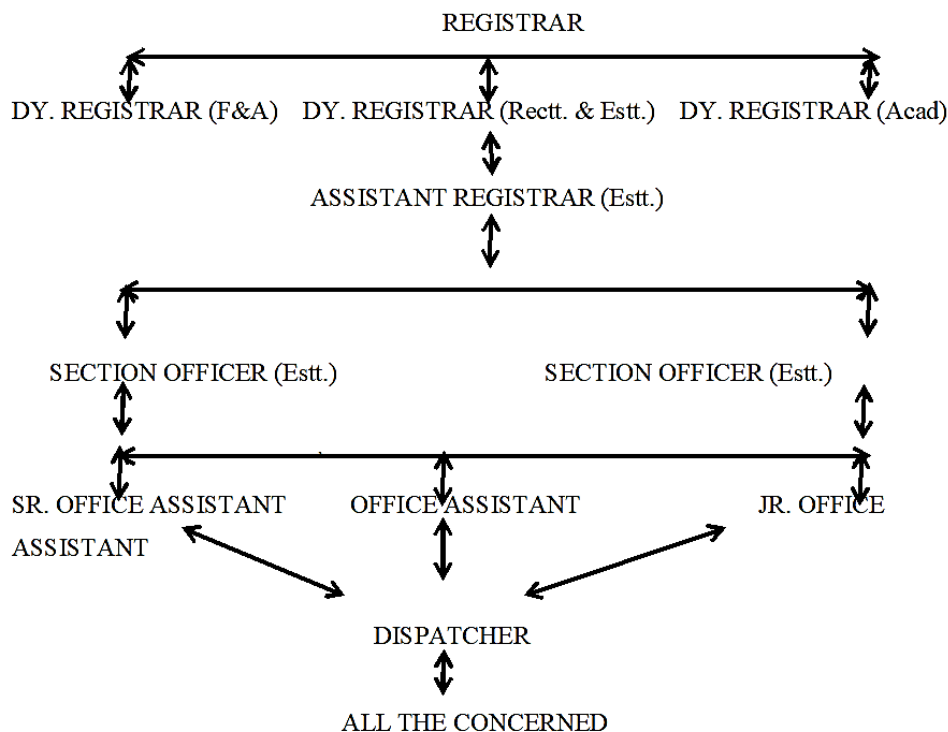 REGISTRAR
DY. REGISTRAR (F&A) DY. REGISTRAR (Rectt. & Estt.) DY. REGISTRAR (Acad)
ASSISTANT REGISTRAR (Estt.)
SECTION OFFICER (Estt.) SECTION OFFICER (Estt.)
SR. OFFICE ASSISTANT OFFICE ASSISTANT JR. OFFICE
ASSISTANT
DISPATCHER
ALL THE CONCERNED